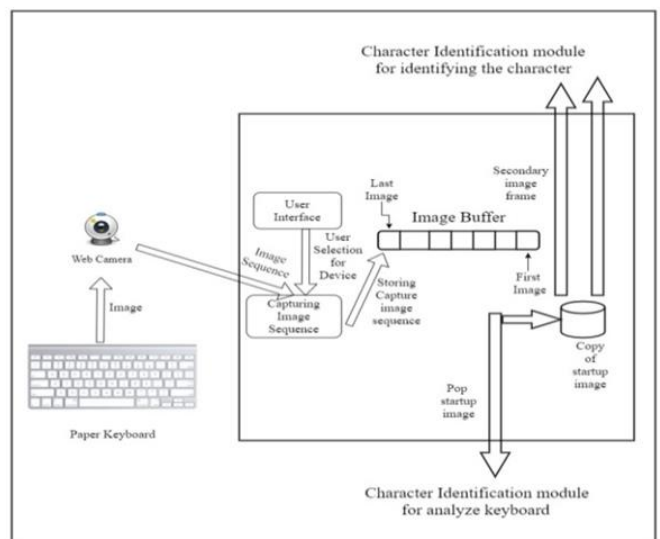 Character Identification module
for identifying the character
Secondary
image
frame
Last
Image
Image Buffer
User
Interface
User
Selection
for
Device
Image
Sequence
Web Camera
First
Image
Storing
Capture
image
sequence
Capturing
Image
Sequence
Image
Copy
of
startup
image
Pop
startup
image
Paper Keyboard
Character Identification module
for analyze keyboard